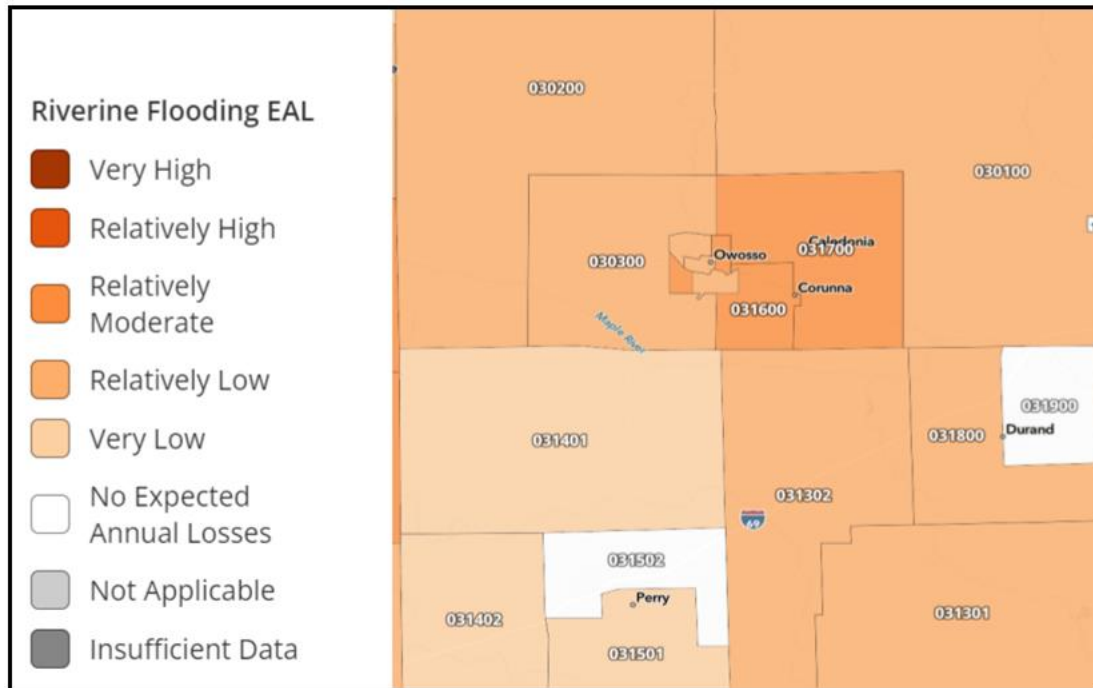 Riverine Flooding EAL
Very High
Relatively High
Relatively
Moderate
Relatively Low
Very Low
No Expected
Annual Losses
Not Applicable
Insufficient Data
030200
030100
Caledonia
031700
Owosso
030300
Corunna
031600
Maple River
031900
Durand
031800
031401
031302
69
031502
Perry
031402
031301
031501